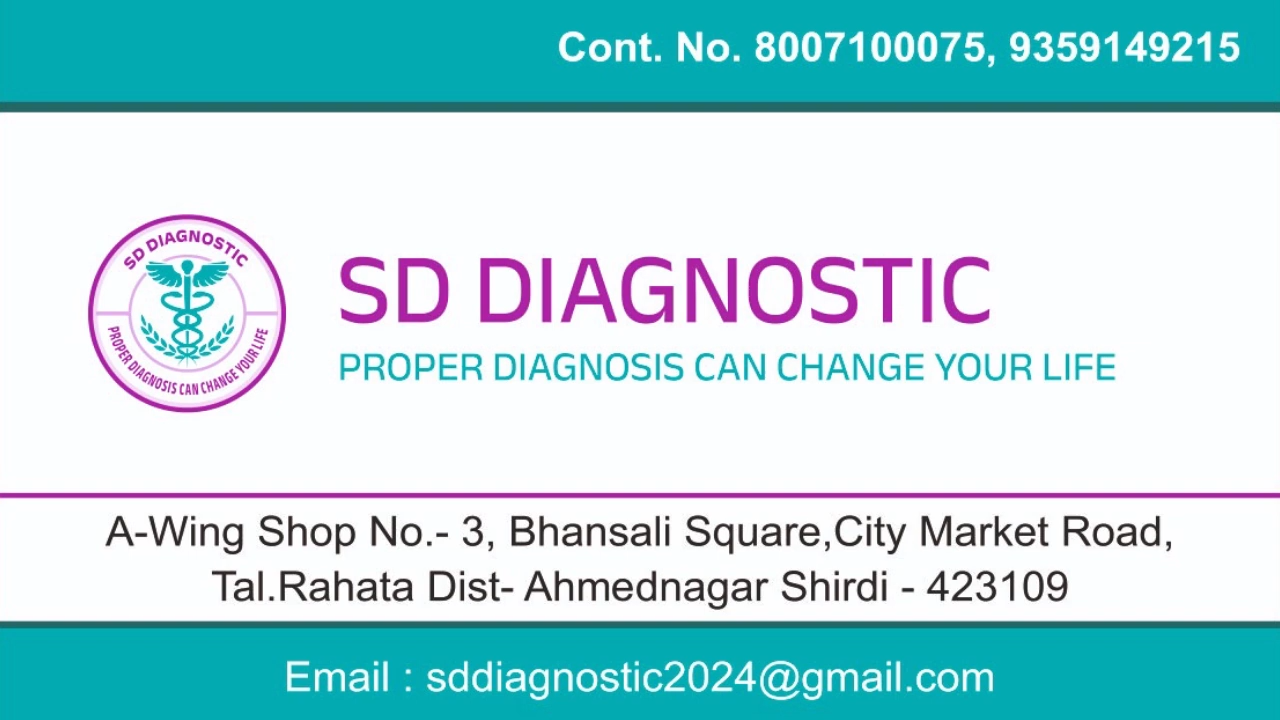 Cont. No. 8007100075, 9359149215
SD DIAGNOSTIC
PROPER DIAGNOSIS CAN CHANGE YOUR LIFE
SD DIAGNOSTIC
PROPER DIAGNOSIS CAN CHANGE YOUR LIFE
A-Wing Shop No.- 3, Bhansali Square,City Market Road,
Tal.Rahata Dist- Ahmednagar Shirdi - 423109
Email : sddiagnostic2024@gmail.com